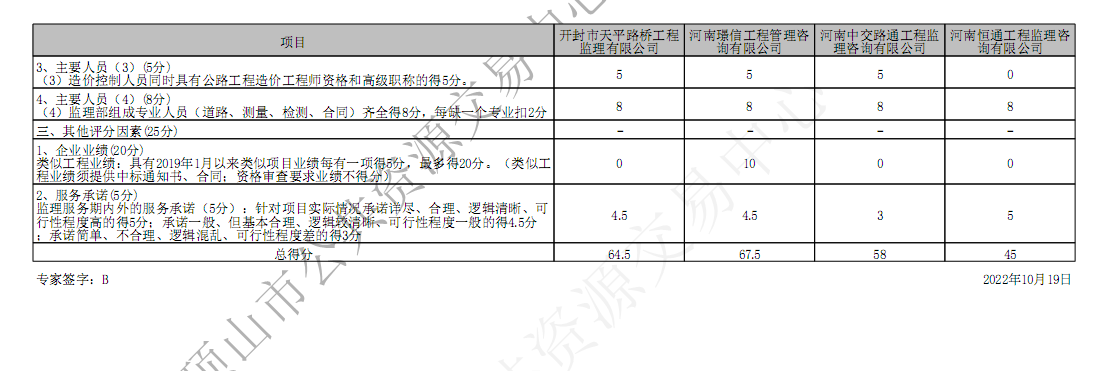 项目
开封市天平路桥工程
监理有限公司
河南璟信工程管理咨
询有限公司
河南中交路通工程监
理咨询有限公司
河南恒通工程监理咨
询有限公司
3、主要人员（3）(5分)
（3）造价控制人员同时具有公路工程造价工程师资格和高级职称的得5分。
5
5
5
0
4、主要人员（4）(8分)
（4）监理部组成专业人员（道路、测量、检测、合同）齐全得8分，每缺一个专业扣2分
8
8
8
8
三、其他评分因素(25分)
-
-
-
-
1、企业业绩(20分)
类似工程业绩：具有2019年1月以来类似项目业绩每有一项得5分，最多得20分。（类似工
程业绩须提供中标通知书、合同；资格审查要求业绩不得分）
0
10
0
0
2、服务承诺(5分)
监理服务期内外的服务承诺（5分）：针对项目实际情况承诺详尽、合理、逻辑清晰、可
行性程度高的得5分；承诺一般、但基本合理、逻辑较清晰、可行性程度一般的得4.5分
；承诺简单、不合理、逻辑混乱、可行性程度差的得3分
4.5
4.5
3
5
总得分
64.5
67.5
58
45
专家签字：B
2022年10月19日
顶山市公共资源交易中心
共资源交易中心